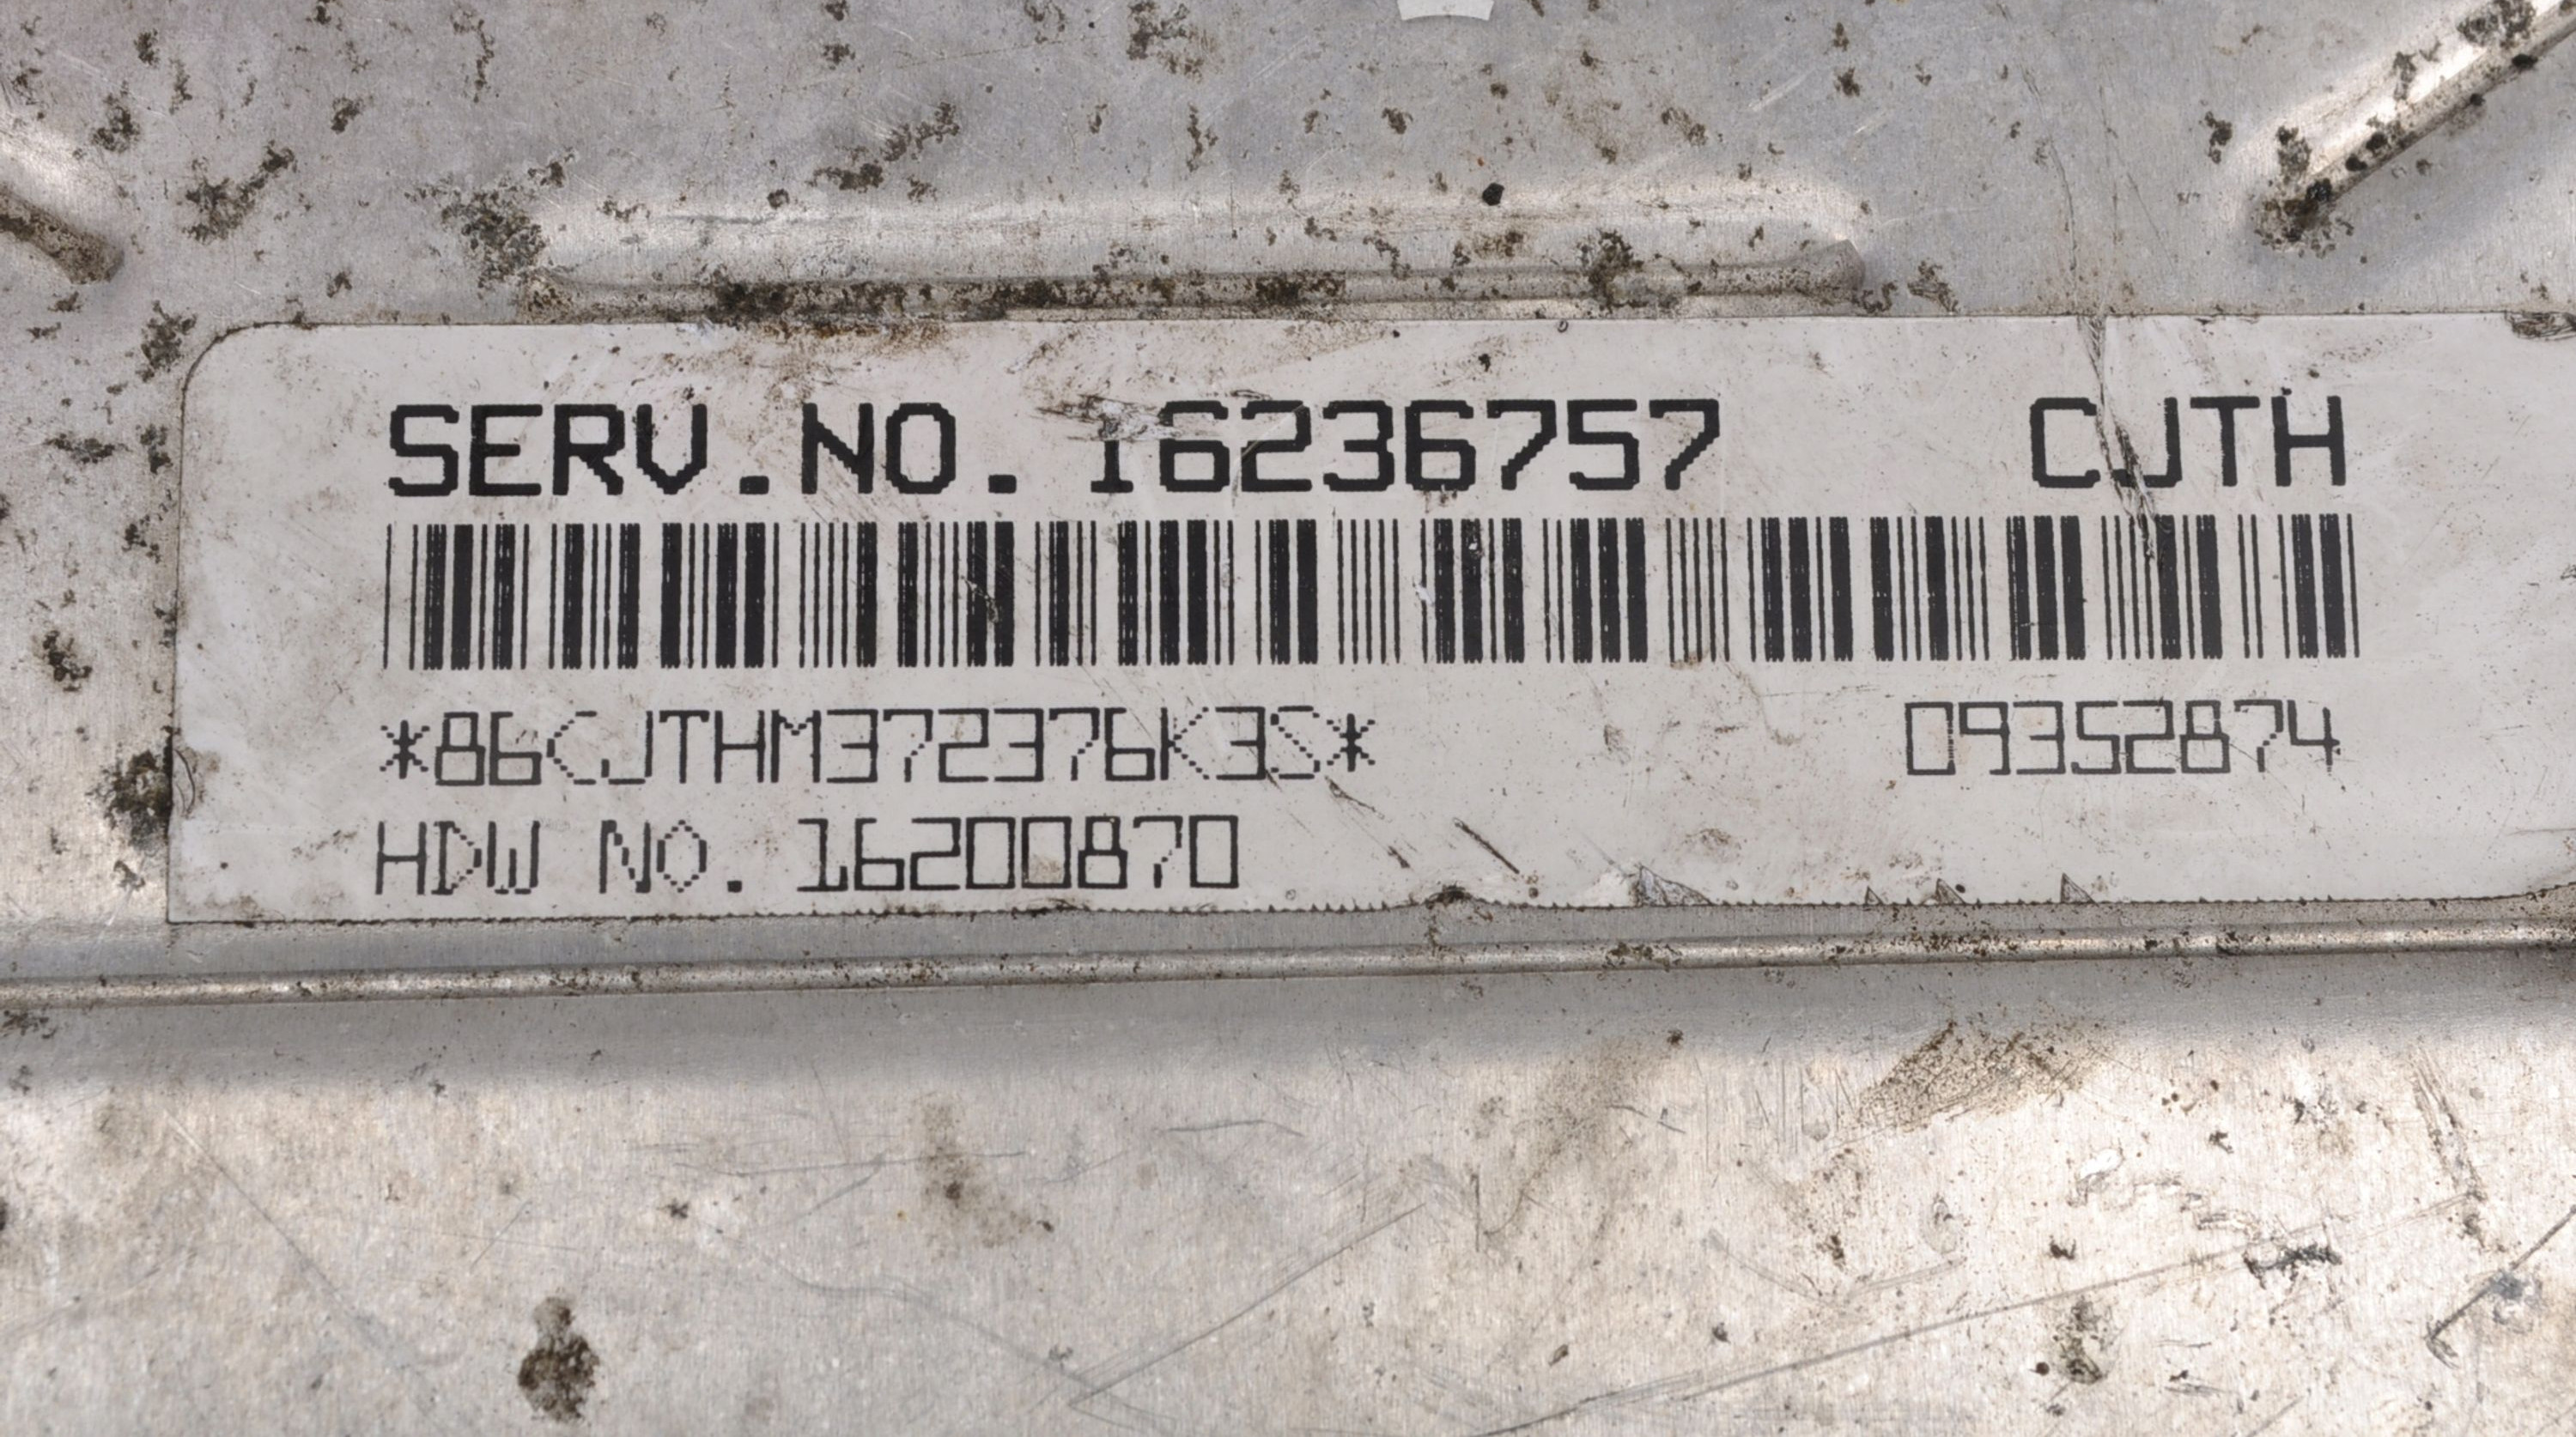 SERV.NO. 16236757 CJTH
*86CJTHM372376K3S* 09352874
HDW NO. 16200870